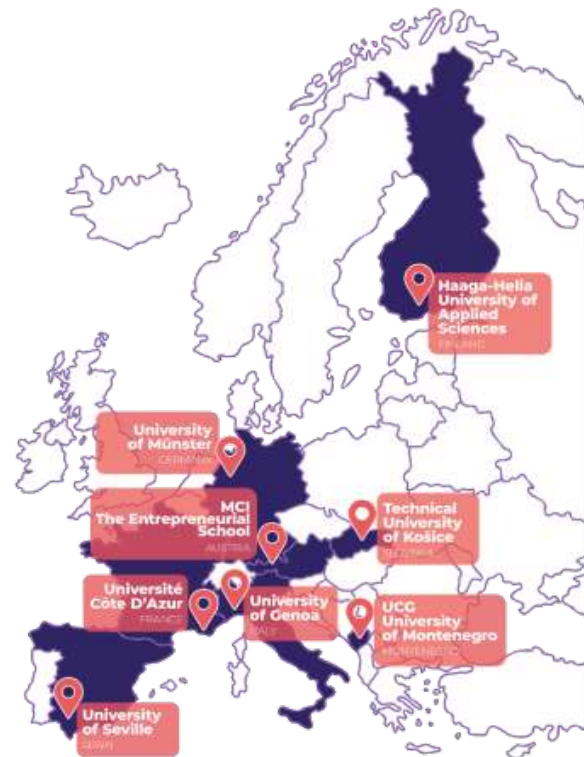 Haaga-Helia
University of
Applied
Sciences
FINLAND
University
of Münster
GERMANY
MCI
The Entrepreneurial
School
AUSTRIA
Technical
University
of Košice
SLOVAKIA
Université
Côte D'Azur
FRANCE
University
of Genoa
ITALY
UCG
University
of Montenegro
MONTENEGRO
University
of Seville
SPAIN